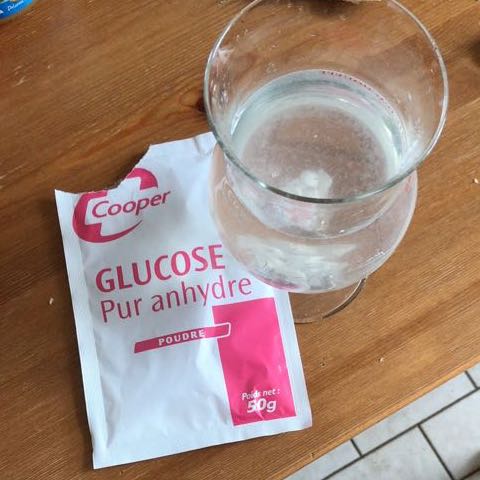 Cooper
GLUCOSE
Pur anhydre
POUDRE
Poids net :
50g